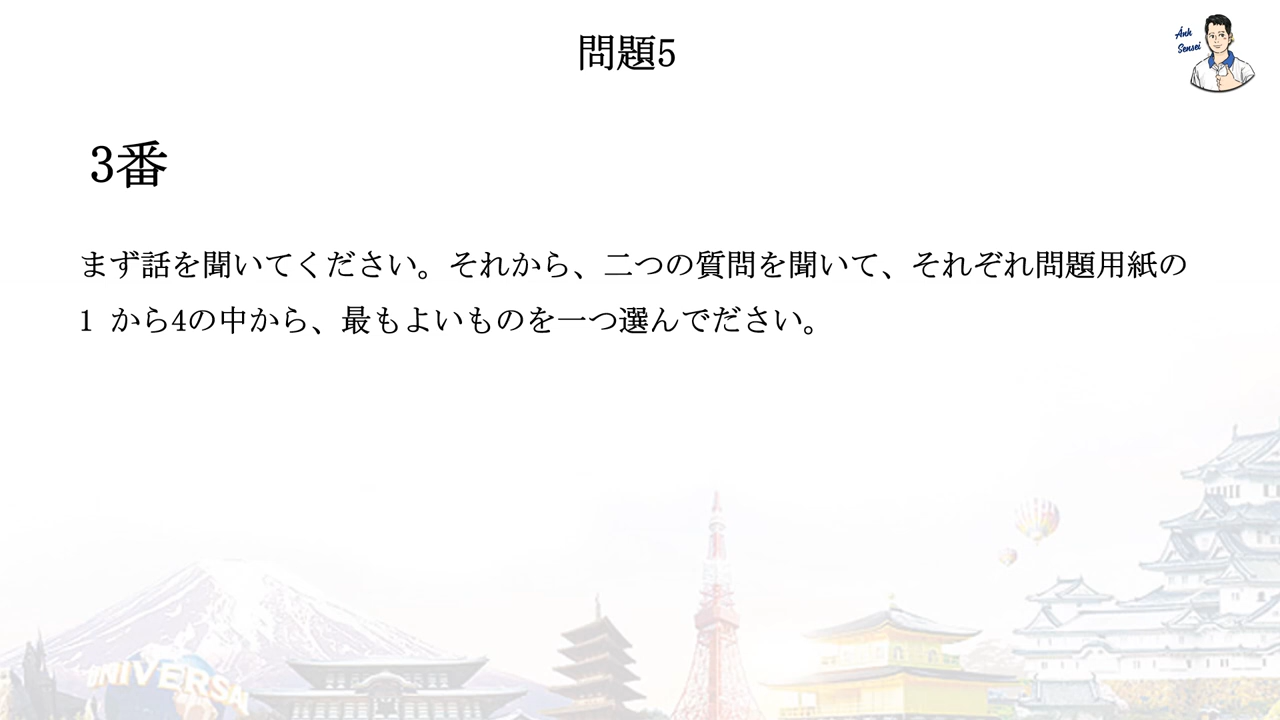 問題5
Ánh
Sensei
3番
まず話を聞いてください。それから、二つの質問を聞いて、それぞれ問題用紙の
1 から4の中から、最もよいものを一つ選んでださい。
UNIVERSA